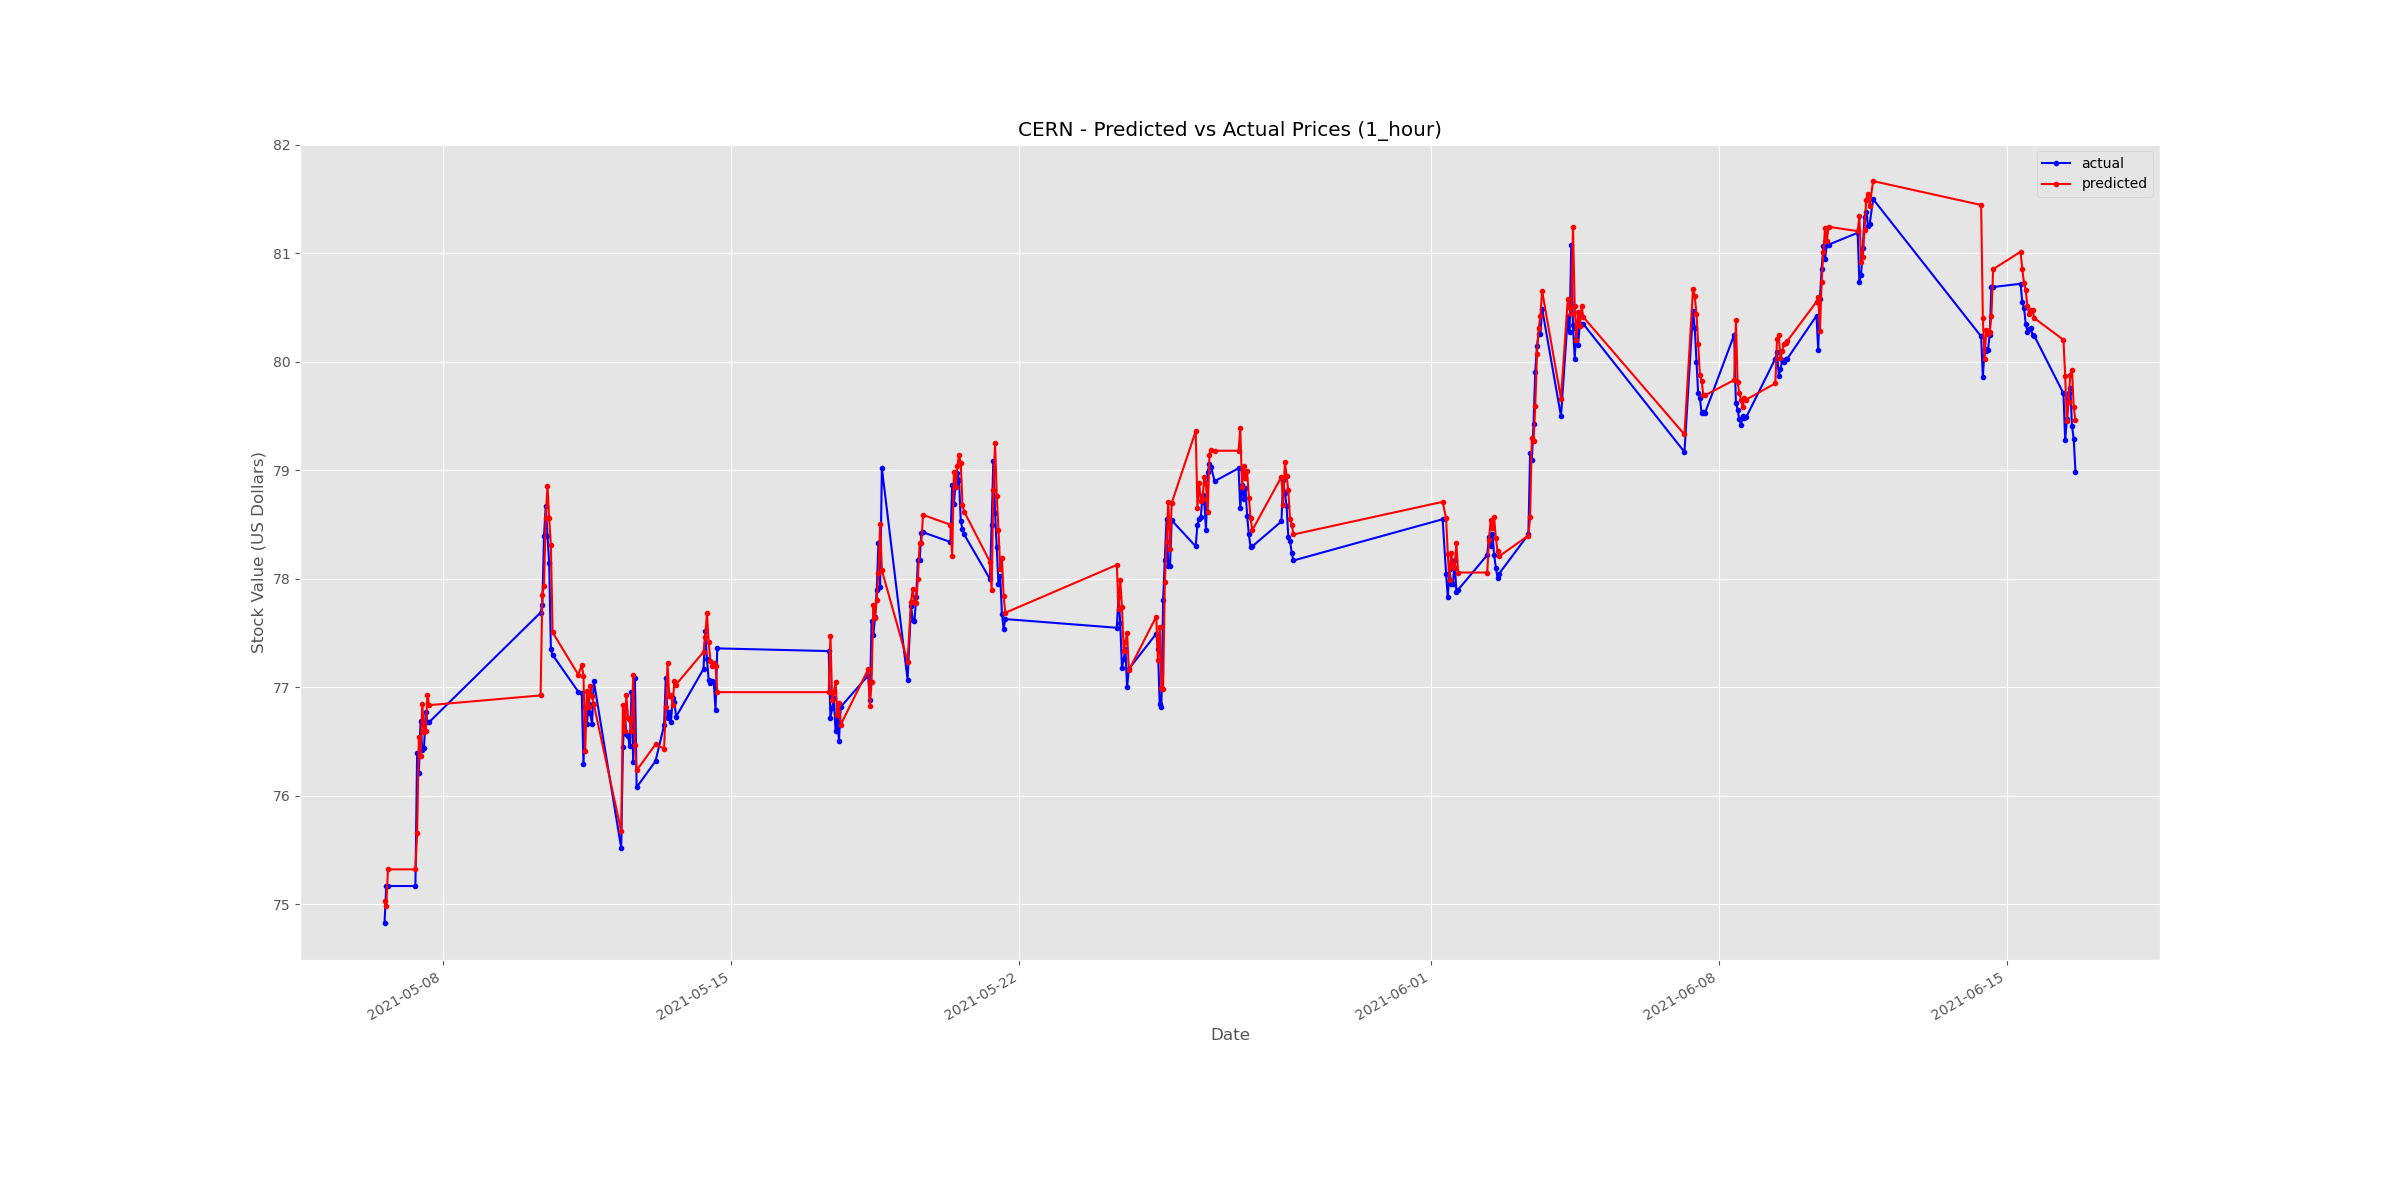 CERN - Predicted vs Actual Prices (1_hour)
82
81
80
79
78
77
76
75
Stock Value (US Dollars)
actual
predicted
2021-05-08
2021-05-15
2021-05-22
2021-06-01
2021-06-08
2021-06-15
Date